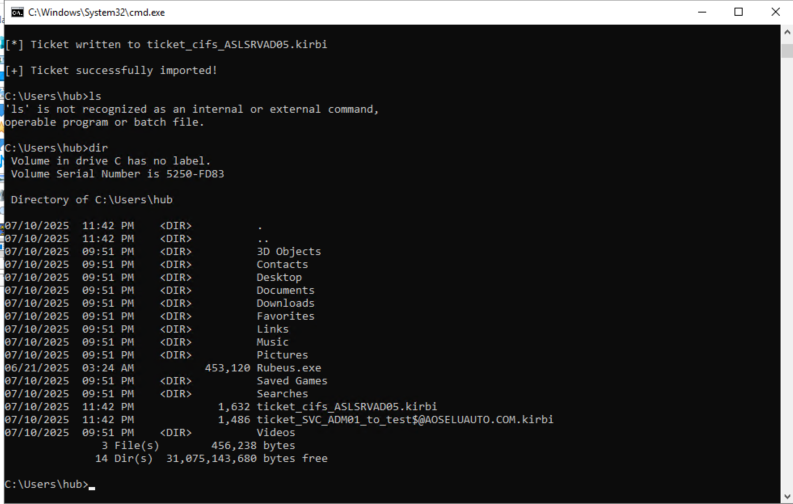 C:\Windows\System32\cmd.exe
[*] Ticket written to ticket_cifs_ASLSRVAD05.kirbi
[+] Ticket successfully imported!
C:\Users\hub>ls
'ls' is not recognized as an internal or external command,
operable program or batch file.
C:\Users\hub>dir
Volume in drive C has no label.
Volume Serial Number is 5250-FD83
Directory of C:\Users\hub
07/10/2025  11:42 PM    <DIR>          .
07/10/2025  11:42 PM    <DIR>          ..
07/10/2025  09:51 PM    <DIR>          3D Objects
07/10/2025  09:51 PM    <DIR>          Contacts
07/10/2025  09:51 PM    <DIR>          Desktop
07/10/2025  09:51 PM    <DIR>          Documents
07/10/2025  09:51 PM    <DIR>          Downloads
07/10/2025  09:51 PM    <DIR>          Favorites
07/10/2025  09:51 PM    <DIR>          Links
07/10/2025  09:51 PM    <DIR>          Music
07/10/2025  09:51 PM    <DIR>          Pictures
06/21/2025  03:24 AM           453,120 Rubeus.exe
07/10/2025  09:51 PM    <DIR>          Saved Games
07/10/2025  09:51 PM    <DIR>          Searches
07/10/2025  11:42 PM             1,632 ticket_cifs_ASLSRVAD05.kirbi
07/10/2025  11:42 PM             1,486 ticket_SVC_ADM01_to_test$@AOSELUAUTO.COM.kirbi
07/10/2025  09:51 PM    <DIR>          Videos
3 File(s)        456,238 bytes
14 Dir(s)  31,075,143,680 bytes free
C:\Users\hub>